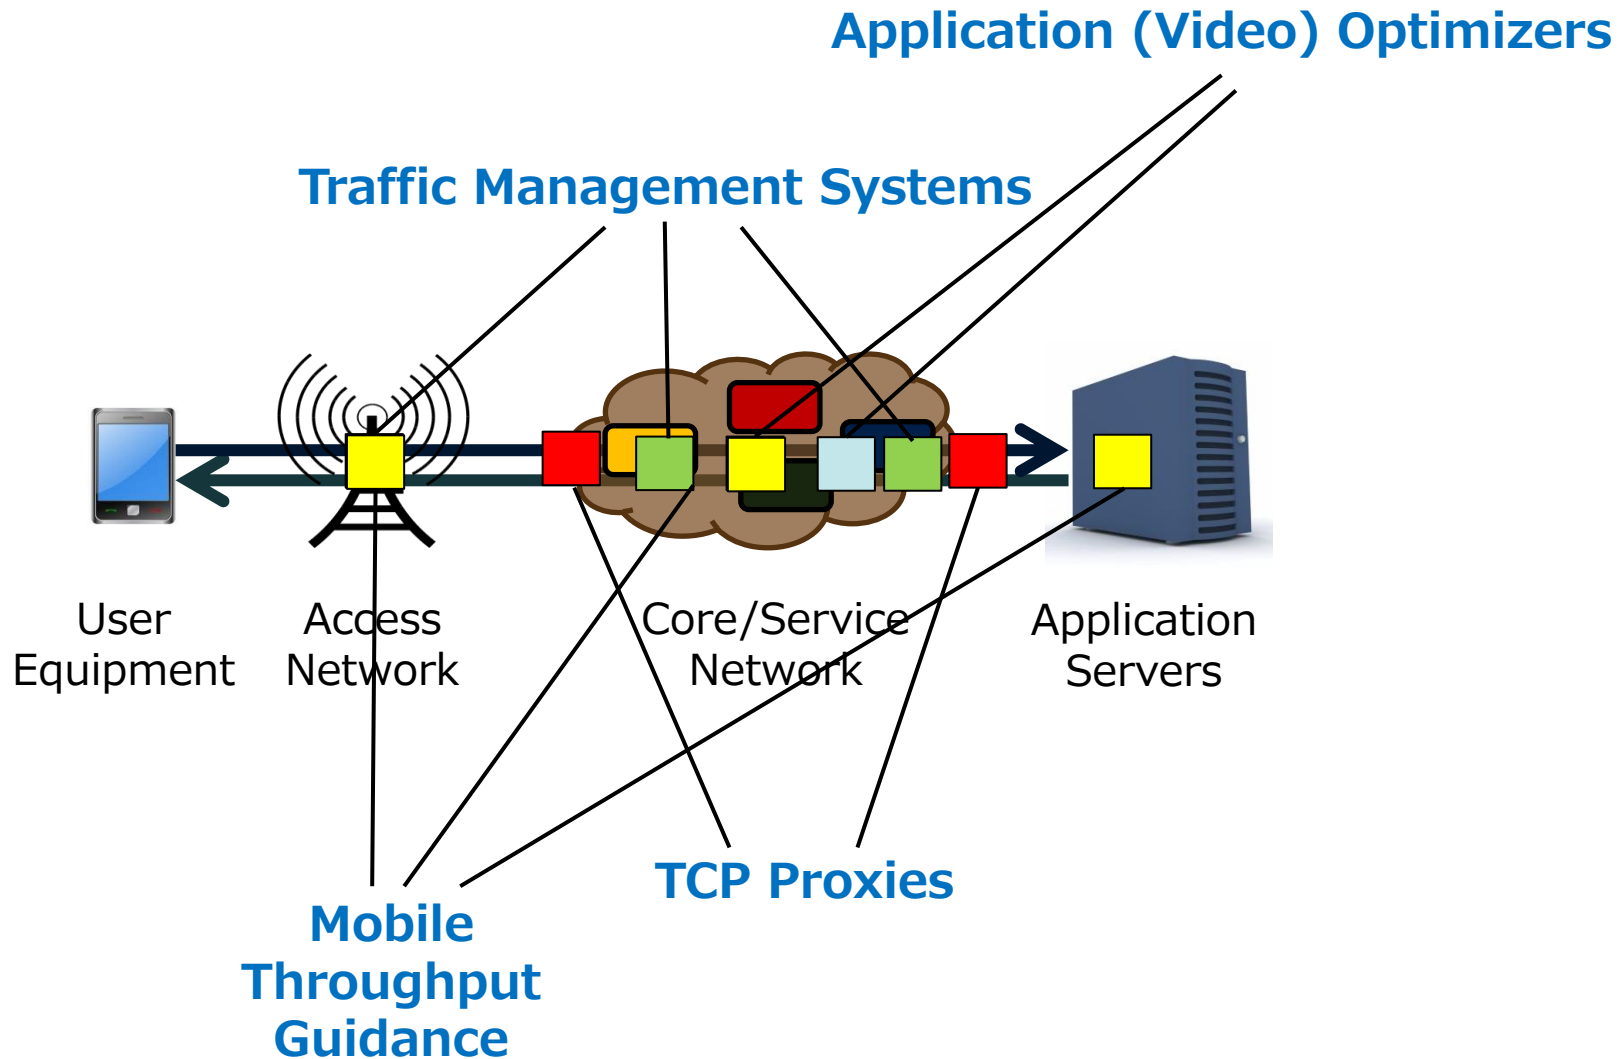 Application (Video) Optimizers
Traffic Management Systems
User
Equipment
Access
Network
Core/Service
Network
Application
Servers
TCP Proxies
Mobile
Throughput
Guidance